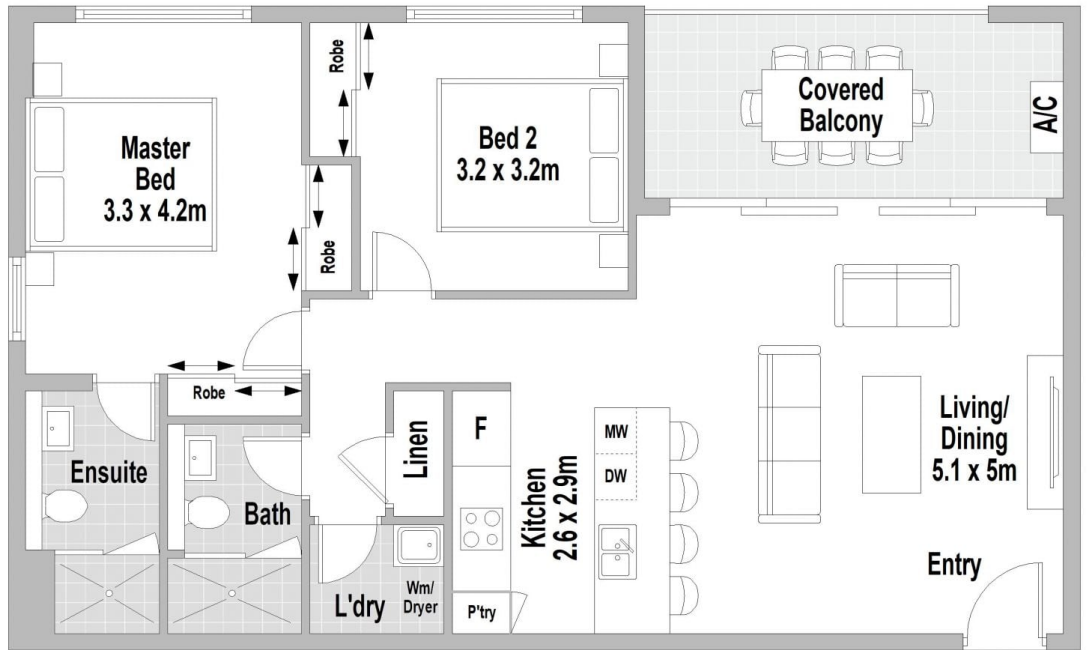 Robe
Covered
Balcony
A/C
Master
Bed
3.3 x 4.2m
Bed 2
3.2 x 3.2m
Robe
Robe
Ensuite
Bath
Linen
F
MW
DW
Kitchen
2.6 x 2.9m
Living/
Dining
5.1 x 5m
Entry
L'dry
Wm/
Dryer
P'try